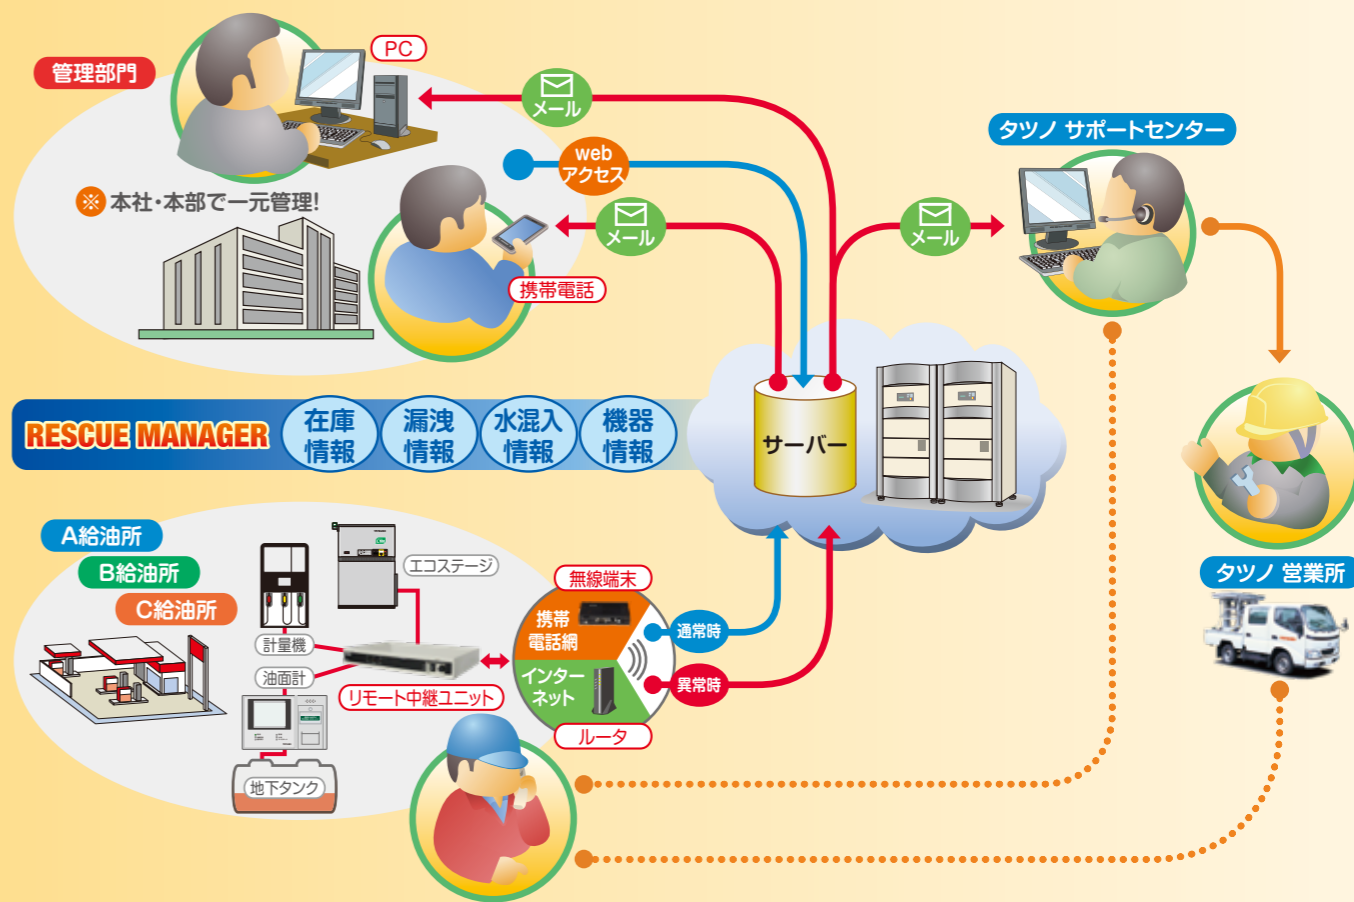 管理部門
PC
メール
web
アクセス
※本社・本部で一元管理!
メール
携帯電話
メール
タツノ サポートセンター
RESCUE MANAGER
在庫
情報
漏洩
情報
水混入
情報
機器
情報
サーバー
A給油所
B給油所
C給油所
エコステージ
計量機
油面計
リモート中継ユニット
地下タンク
無線端末
携帯
電話網
インター
ネット
ルータ
通常時
異常時
タツノ 営業所